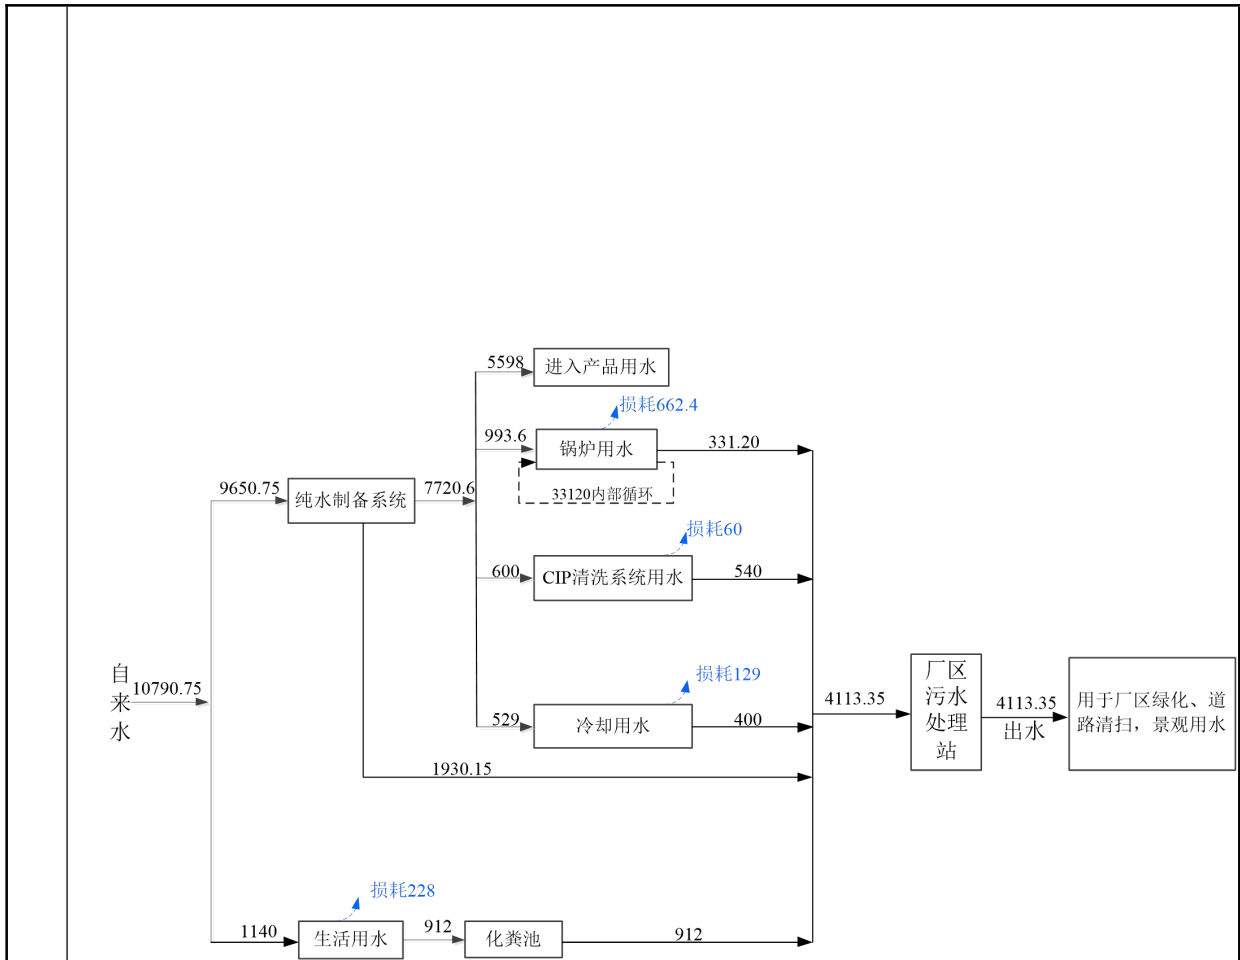 5598
进入产品用水
损耗662.4
993.6
锅炉用水
331.20
33120内部循环
9650.75
纯水制备系统
7720.6
损耗60
600
CIP清洗系统用水
540
自
来
水
10790.75
损耗129
529
冷却用水
400
4113.35
厂区
污水
处理
站
4113.35
出水
用于厂区绿化、道
路清扫，景观用水
1930.15
损耗228
1140
生活用水
912
化粪池
912